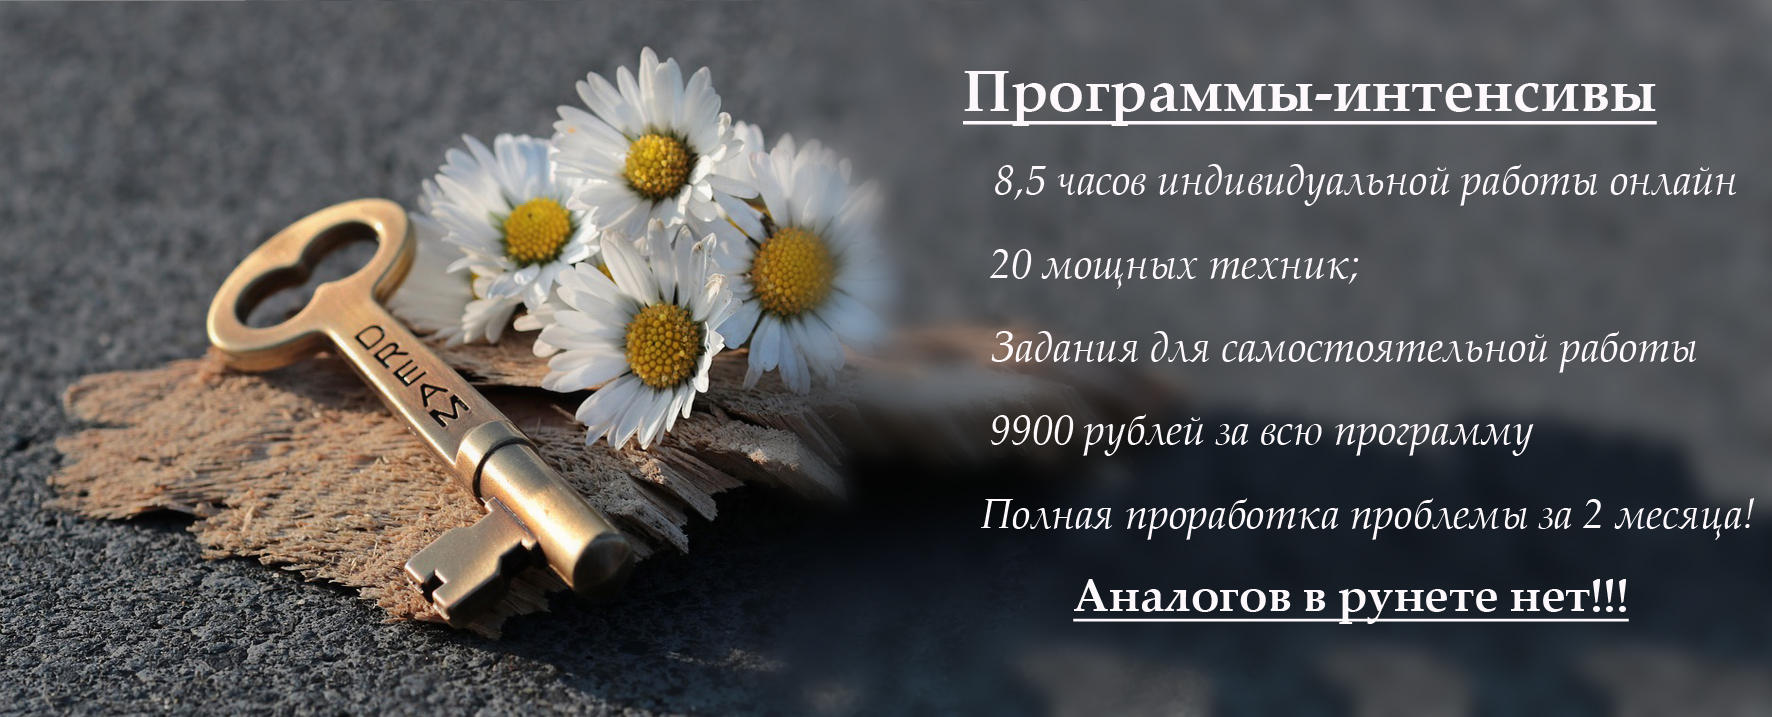 DREAM
Программы-интенсивы
8,5 часов индивидуальной работы онлайн
20 мощных техник;
Задания для самостоятельной работы
9900 рублей за всю программу
Полная проработка проблемы за 2 месяца!
Аналогов в рунете нет!!!